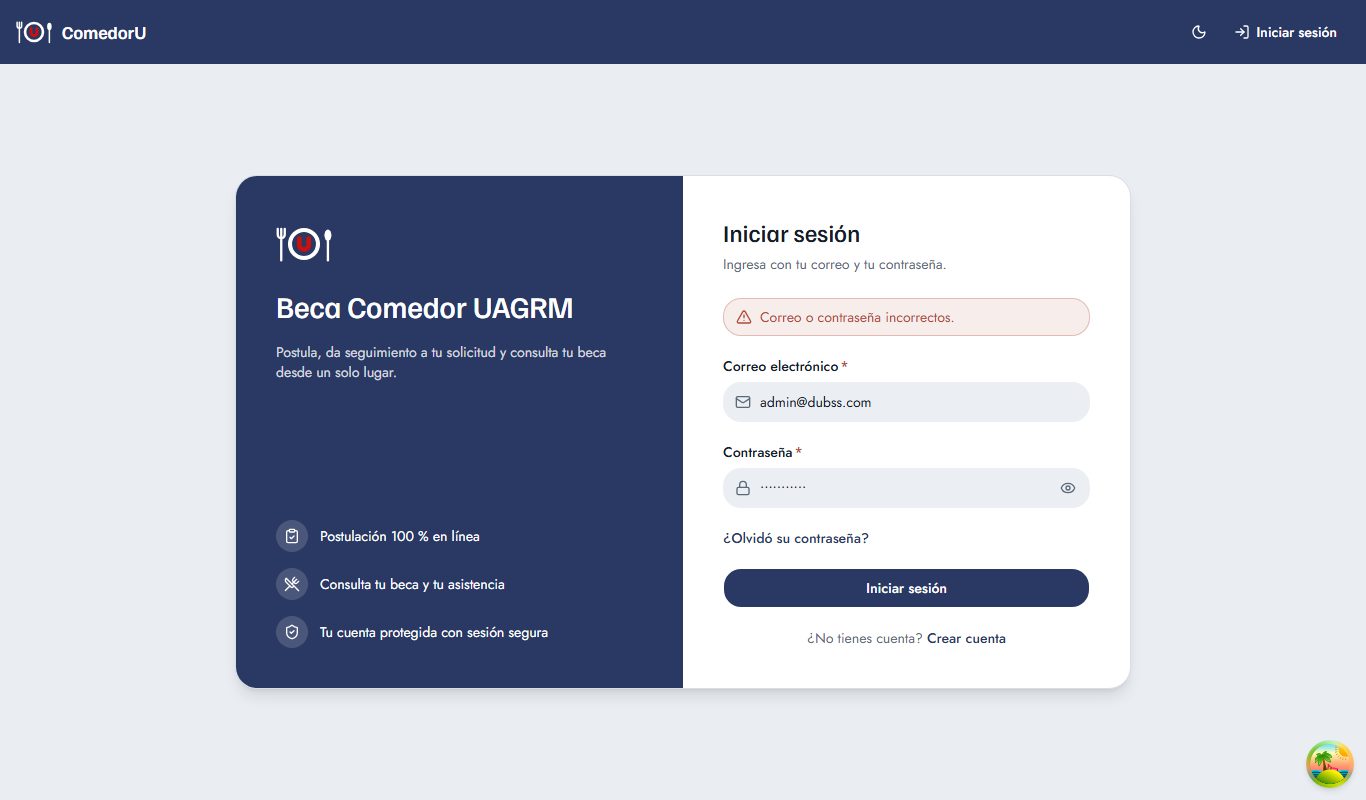 ComedorU
Iniciar sesión
U
Beca Comedor UAGRM
Postula, da seguimiento a tu solicitud y consulta tu beca
desde un solo lugar.
Postulación 100 % en línea
Consulta tu beca y tu asistencia
Tu cuenta protegida con sesión segura
Iniciar sesión
Ingresa con tu correo y tu contraseña.
Correo o contraseña incorrectos.
Correo electrónico *
admin@dubss.com
Contraseña *
···········
¿Olvidó su contraseña?
Iniciar sesión
¿No tienes cuenta? Crear cuenta